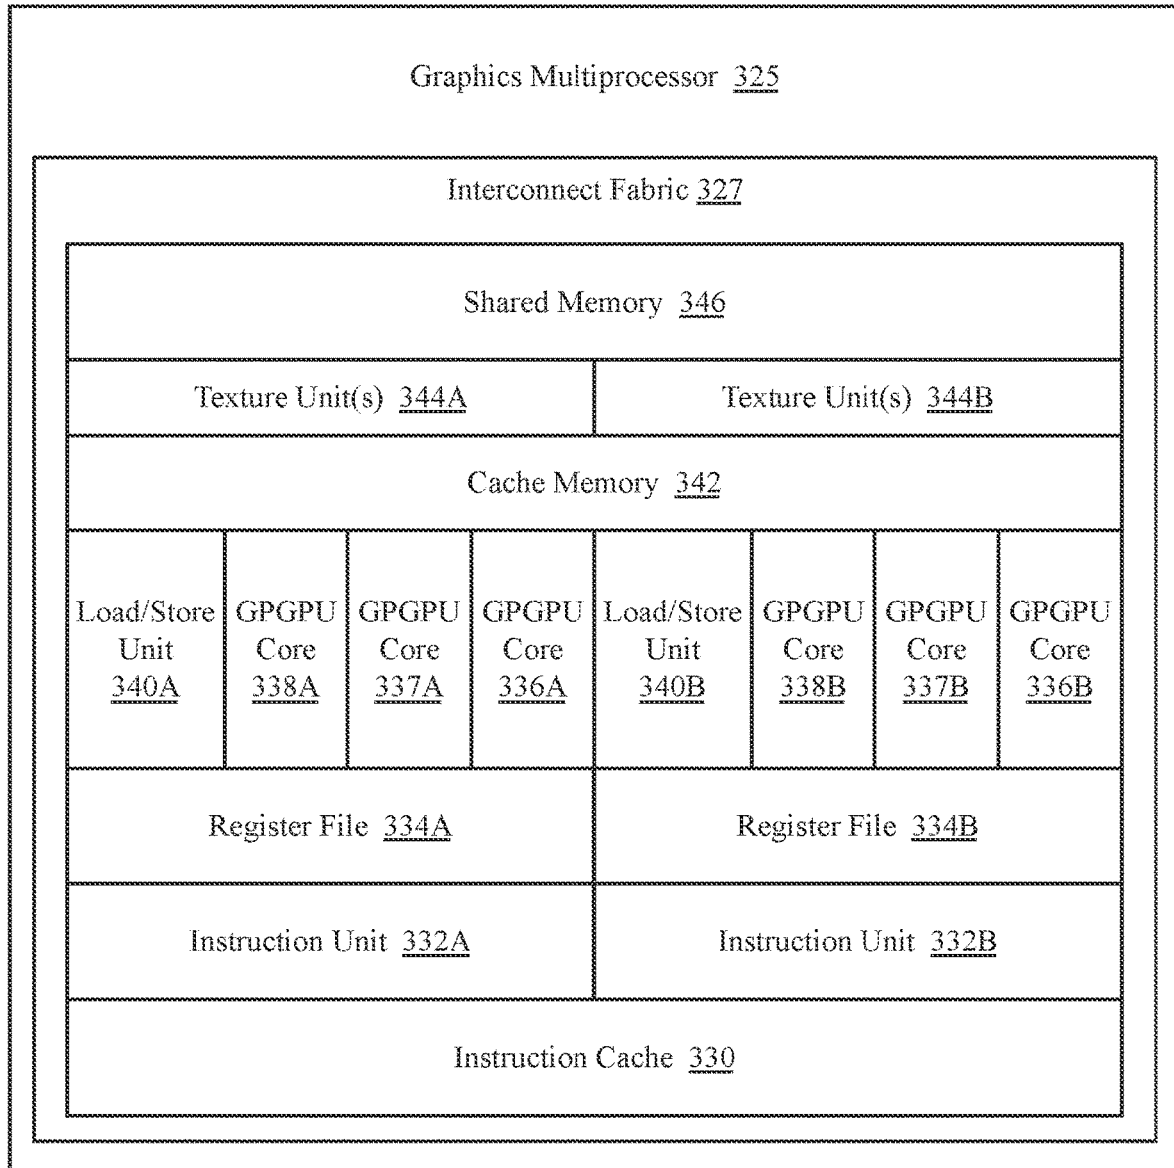 Graphics Multiprocessor 325
Interconnect Fabric 327
Shared Memory 346
Texture Unit(s) 344A
Texture Unit(s) 344B
Cache Memory 342
Load/Store
Unit
340A
GPGPU
Core
338A
GPGPU
Core
337A
GPGPU
Core
336A
Load/Store
Unit
340B
GPGPU
Core
338B
GPGPU
Core
337B
GPGPU
Core
336B
Register File 334A
Register File 334B
Instruction Unit 332A
Instruction Unit 332B
Instruction Cache 330